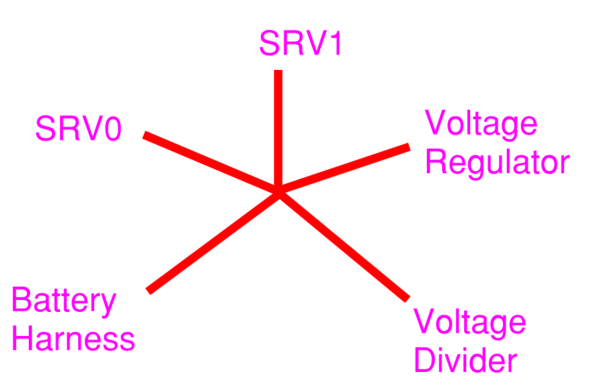 SRV1
SRV0
Voltage
Regulator
Battery
Harness
Voltage
Divider